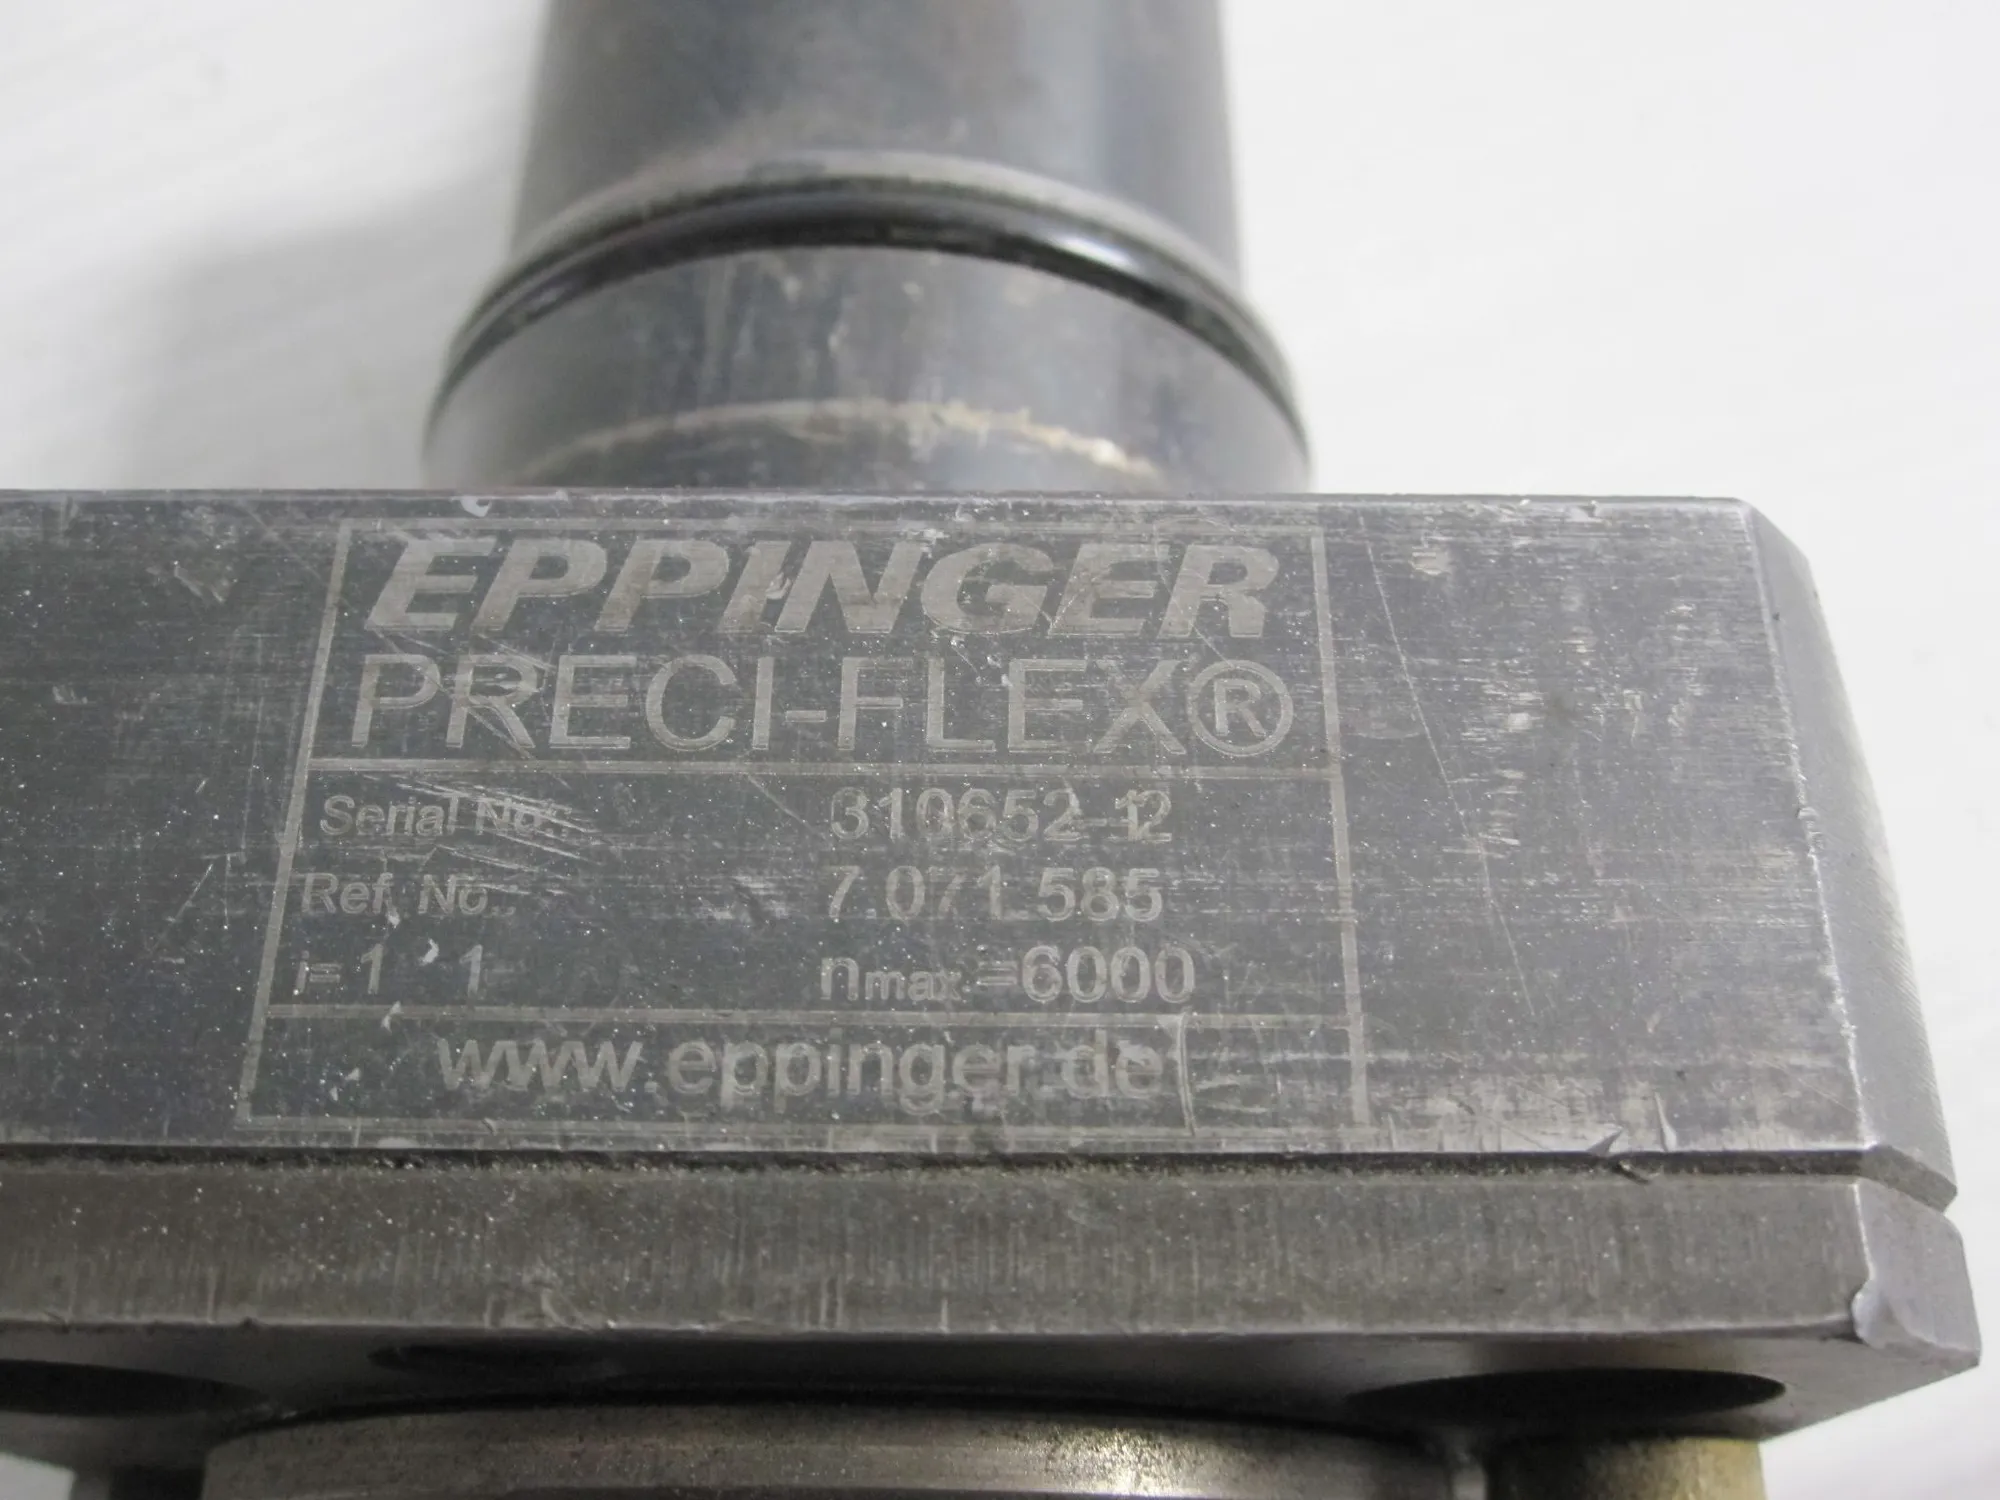 EPPINGER
PRECI-FLEX®
Serial No.: 310652-12
Ref. No.: 7.071.585
i= 1 : 1 nmax.=6000
www.eppinger.de